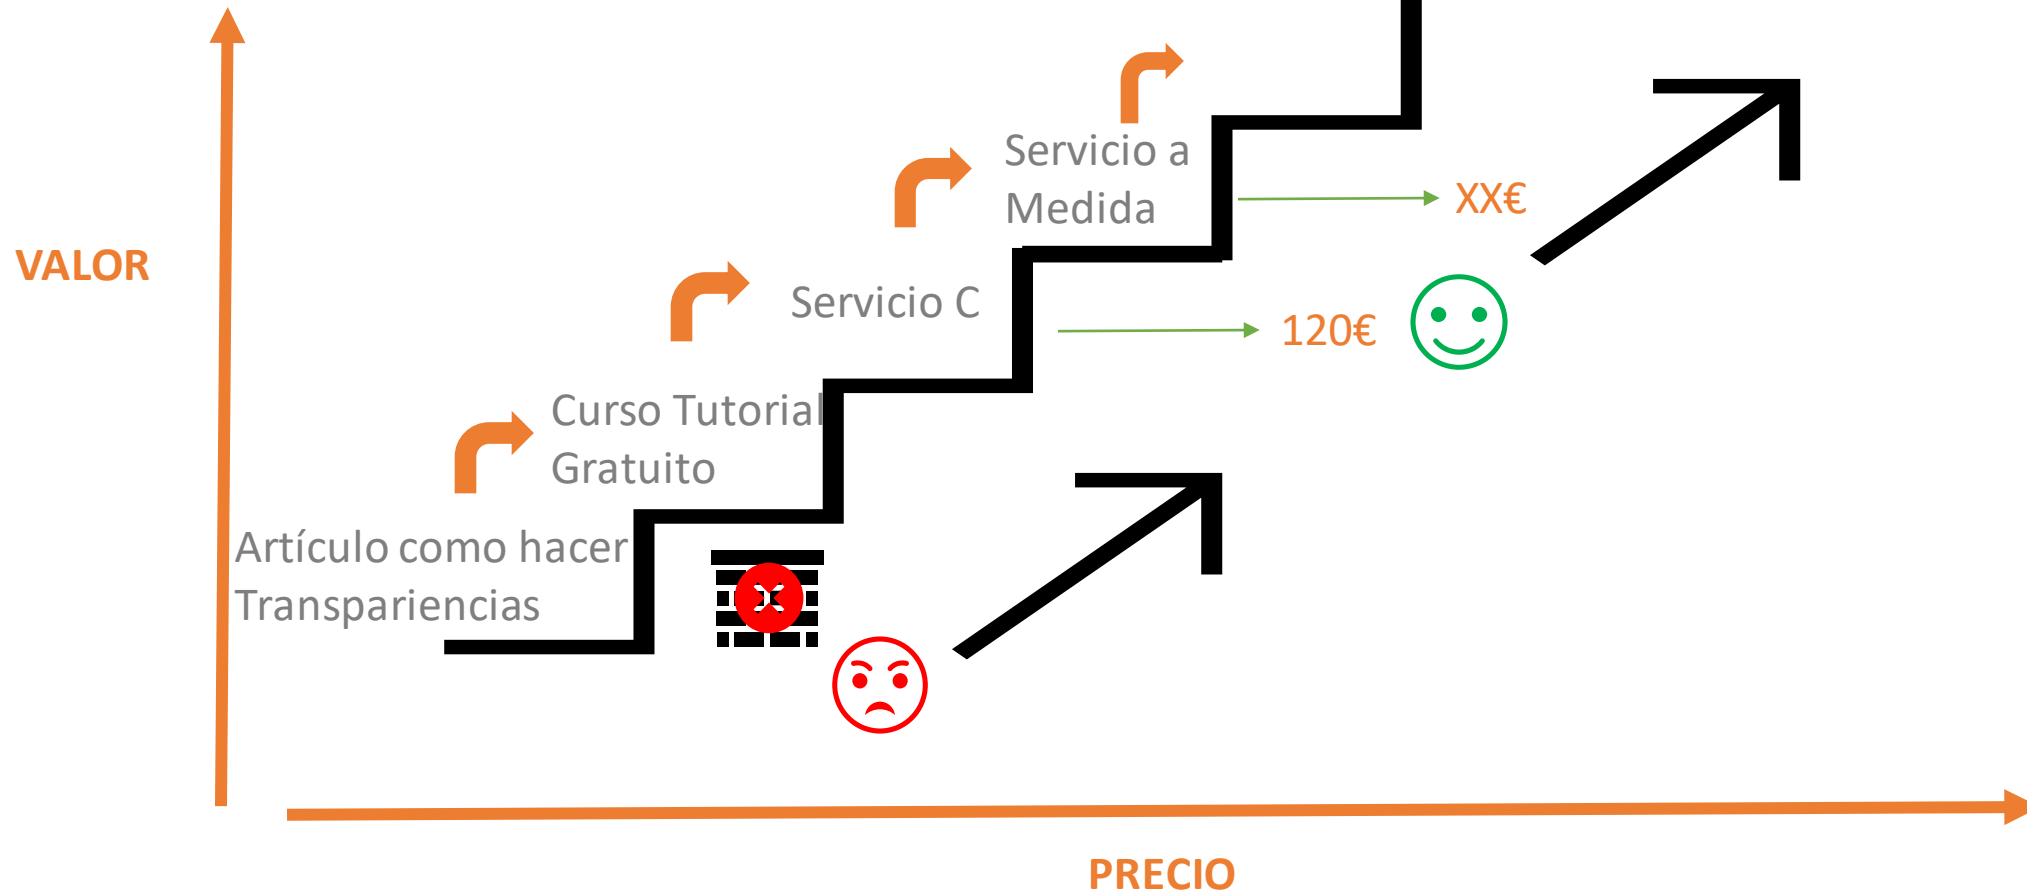 Servicio a
Medida
XX€
VALOR
Servicio C
120€
Curso Tutorial
Gratuito
Artículo como hacer
Transpariencias
PRECIO